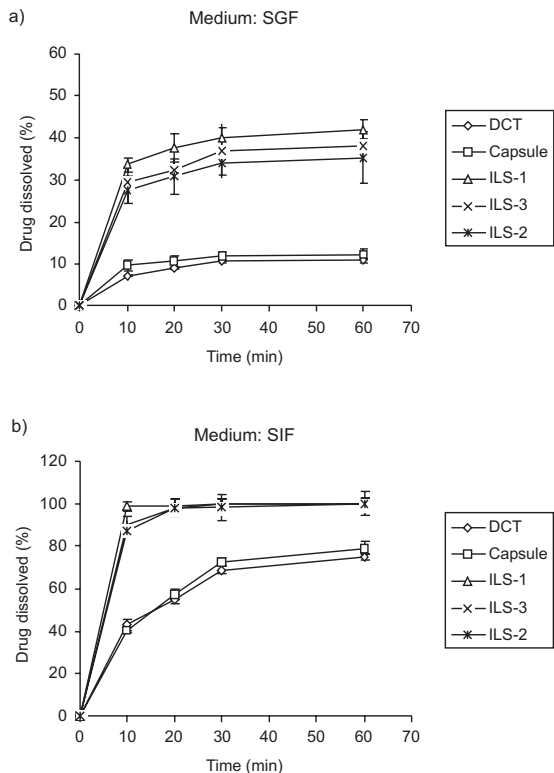 a)
Medium: SGF
60
50
40
30
20
10
0
Drug dissolved (%)
0 10 20 30 40 50 60 70
Time (min)
DCT
Capsule
ILS-1
ILS-3
ILS-2
b)
Medium: SIF
120
100
80
60
40
20
0
Drug dissolved (%)
0 10 20 30 40 50 60 70
Time (min)
DCT
Capsule
ILS-1
ILS-3
ILS-2